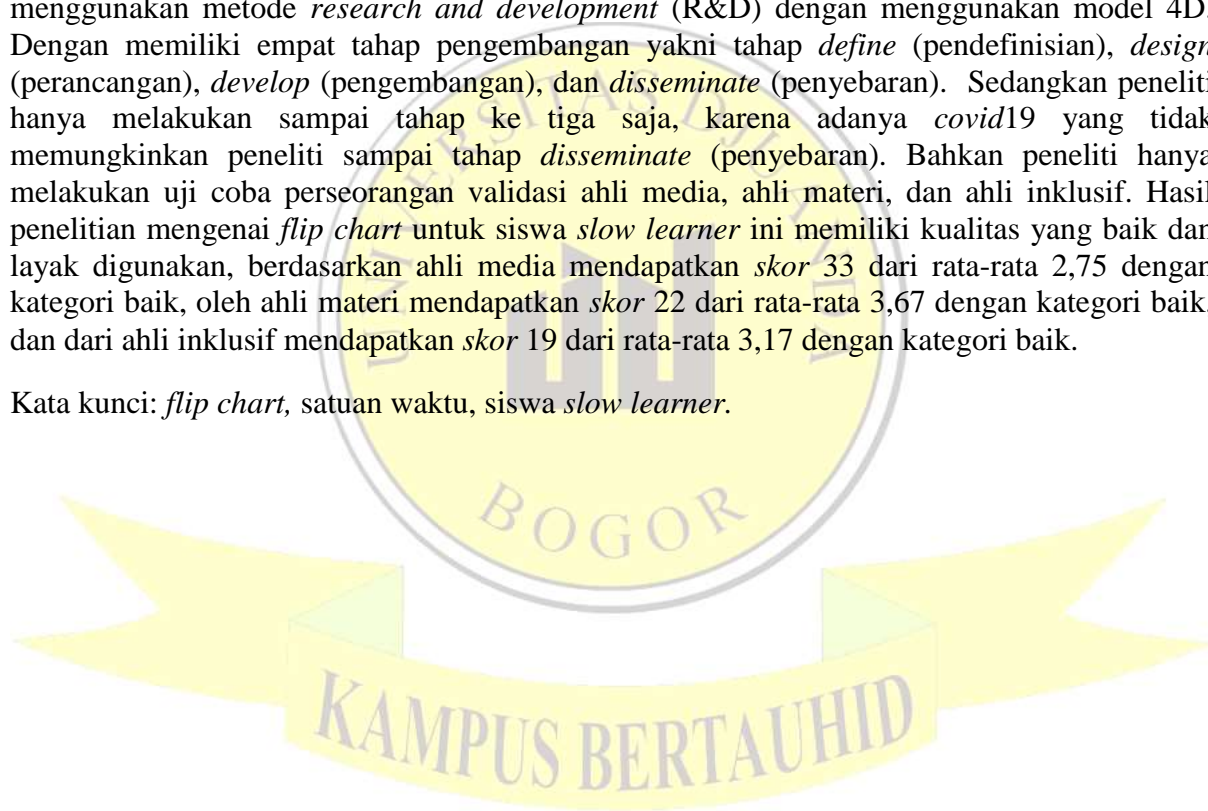 menggunakan metode research and development (R&D) dengan menggunakan model 4D.
Dengan memiliki empat tahap pengembangan yakni tahap define (pendefinisian), design
(perancangan), develop (pengembangan), dan disseminate (penyebaran). Sedangkan peneliti
hanya melakukan sampai tahap ke tiga saja, karena adanya covid19 yang tidak
memungkinkan peneliti sampai tahap disseminate (penyebaran). Bahkan peneliti hanya
melakukan uji coba perseorangan validasi ahli media, ahli materi, dan ahli inklusif. Hasil
penelitian mengenai flip chart untuk siswa slow learner ini memiliki kualitas yang baik dan
layak digunakan, berdasarkan ahli media mendapatkan skor 33 dari rata-rata 2,75 dengan
kategori baik, oleh ahli materi mendapatkan skor 22 dari rata-rata 3,67 dengan kategori baik,
dan dari ahli inklusif mendapatkan skor 19 dari rata-rata 3,17 dengan kategori baik.
Kata kunci: flip chart, satuan waktu, siswa slow learner.
UNIVERSITAS DJUANDA
BOGOR
KAMPUS BERTAUHID